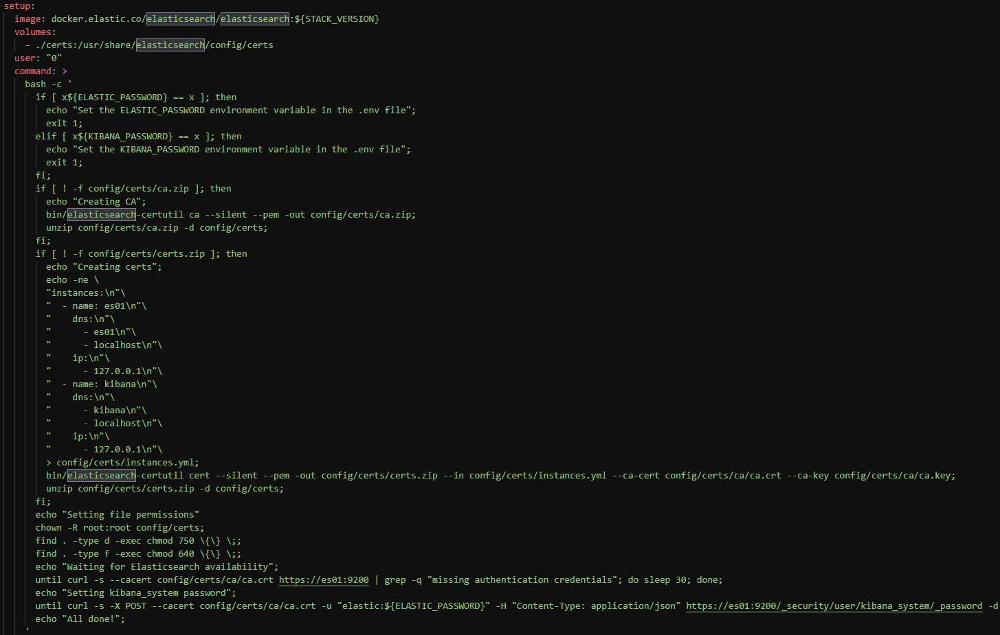 setup:
  image: docker.elastic.co/elasticsearch/elasticsearch:${STACK_VERSION}
  volumes:
    - ./certs:/usr/share/elasticsearch/config/certs
  user: "0"
  command: >
    bash -c '
      if [ x${ELASTIC_PASSWORD} == x ]; then
        echo "Set the ELASTIC_PASSWORD environment variable in the .env file";
        exit 1;
      elif [ x${KIBANA_PASSWORD} == x ]; then
        echo "Set the KIBANA_PASSWORD environment variable in the .env file";
        exit 1;
      fi;
      if [ ! -f config/certs/ca.zip ]; then
        echo "Creating CA";
        bin/elasticsearch-certutil ca --silent --pem -out config/certs/ca.zip;
        unzip config/certs/ca.zip -d config/certs;
      fi;
      if [ ! -f config/certs/certs.zip ]; then
        echo "Creating certs";
        echo -ne \
        "instances:\n"\
        "  - name: es01\n"\
        "    dns:\n"\
        "      - es01\n"\
        "      - localhost\n"\
        "    ip:\n"\
        "      - 127.0.0.1\n"\
        "  - name: kibana\n"\
        "    dns:\n"\
        "      - kibana\n"\
        "      - localhost\n"\
        "    ip:\n"\
        "      - 127.0.0.1\n"\
        > config/certs/instances.yml;
        bin/elasticsearch-certutil cert --silent --pem -out config/certs/certs.zip --in config/certs/instances.yml --ca-cert config/certs/ca/ca.crt --ca-key config/certs/ca/ca.key;
        unzip config/certs/certs.zip -d config/certs;
      fi;
      echo "Setting file permissions"
      chown -R root:root config/certs;
      find . -type d -exec chmod 750 \{\} \;;
      find . -type f -exec chmod 640 \{\} \;;
      echo "Waiting for Elasticsearch availability";
      until curl -s --cacert config/certs/ca/ca.crt https://es01:9200 | grep -q "missing authentication credentials"; do sleep 30; done;
      echo "Setting kibana_system password";
      until curl -s -X POST --cacert config/certs/ca/ca.crt -u "elastic:${ELASTIC_PASSWORD}" -H "Content-Type: application/json" https://es01:9200/_security/user/kibana_system/_password -d
      echo "All done!";
    '